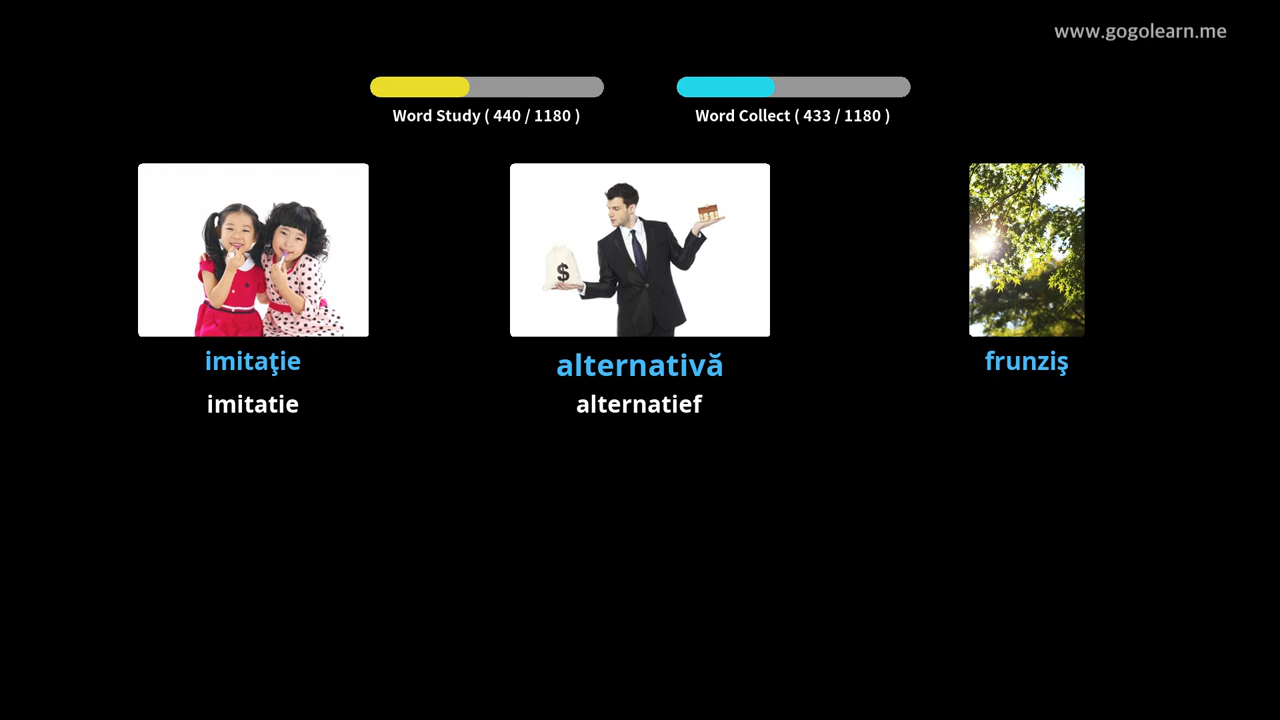 www.gogolearn.me
Word Study ( 440 / 1180 )
Word Collect ( 433 / 1180 )
$
imitaţie
alternativă
frunziş
imitatie
alternatief